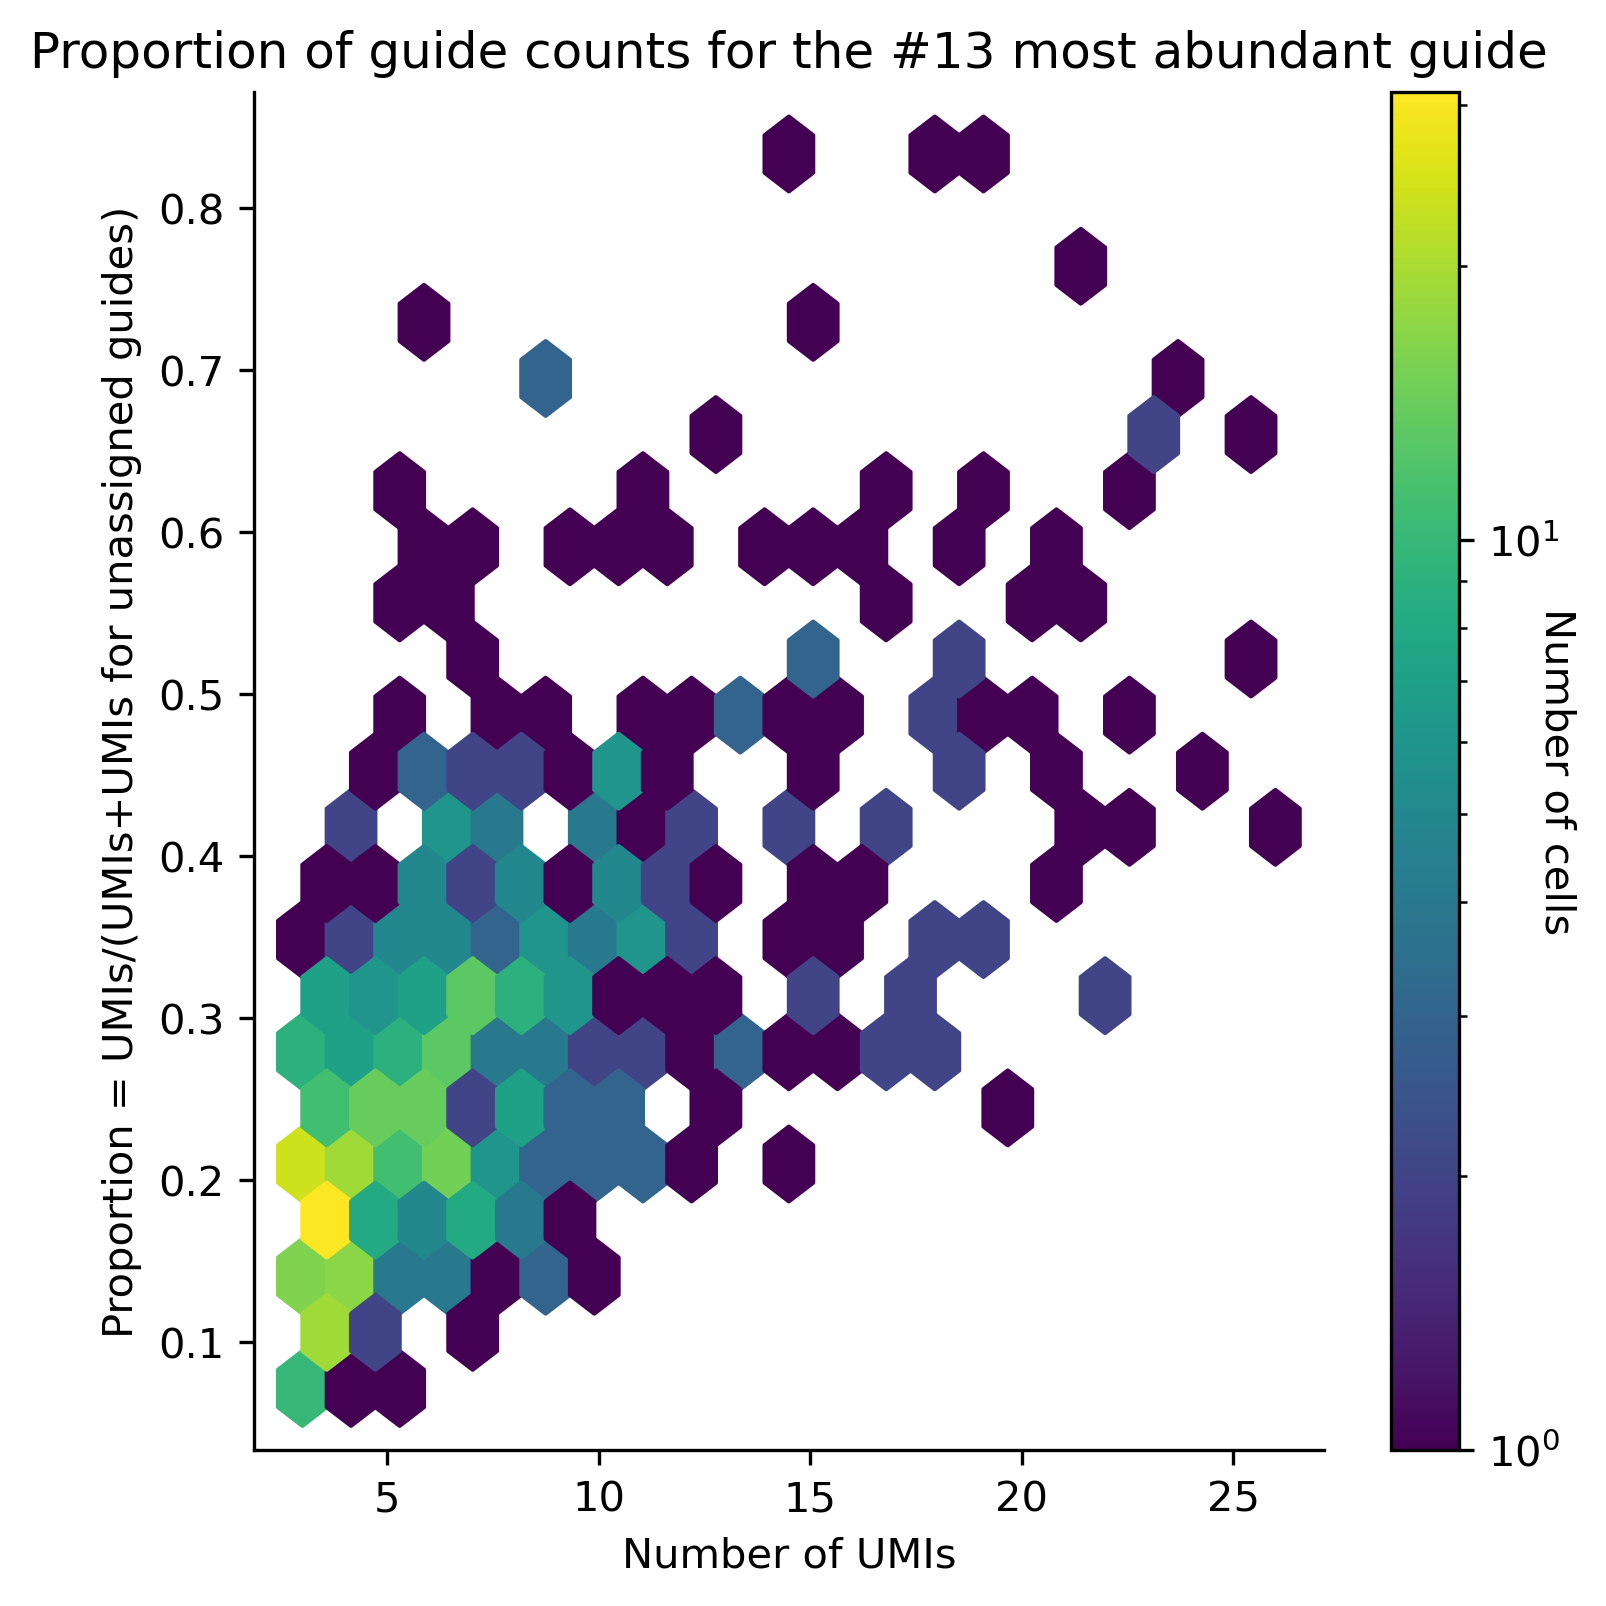 Proportion of guide counts for the #13 most abundant guide
Proportion = UMIs/(UMIs+UMIs for unassigned guides)
0.8
0.7
0.6
0.5
0.4
0.3
0.2
0.1
5 10 15 20 25
Number of UMIs
10¹
10⁰
Number of cells